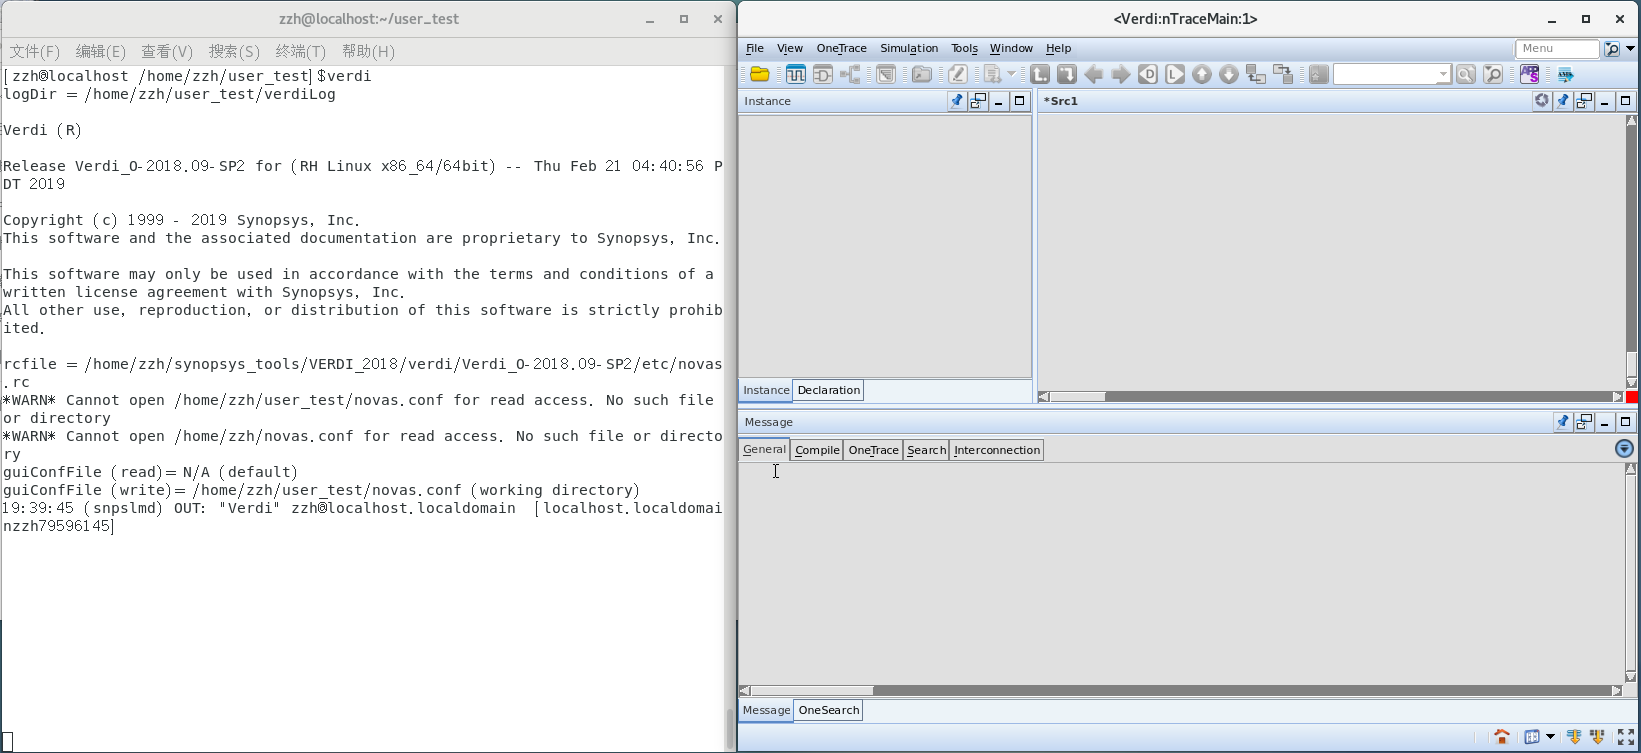 zzh@localhost:~/user_test
文件(F) 编辑(E) 查看(V) 搜索(S) 终端(T) 帮助(H)
[zzh@localhost /home/zzh/user_test]$verdi
logDir = /home/zzh/user_test/verdiLog
Verdi (R)
Release Verdi_O-2018.09-SP2 for (RH Linux x86_64/64bit) -- Thu Feb 21 04:40:56 P
DT 2019
Copyright (c) 1999 - 2019 Synopsys, Inc.
This software and the associated documentation are proprietary to Synopsys, Inc.
This software may only be used in accordance with the terms and conditions of a
written license agreement with Synopsys, Inc.
All other use, reproduction, or distribution of this software is strictly prohib
ited.
rcfile = /home/zzh/synopsys_tools/VERDI_2018/verdi/Verdi_O-2018.09-SP2/etc/novas
.rc
*WARN* Cannot open /home/zzh/user_test/novas.conf for read access. No such file
or directory
*WARN* Cannot open /home/zzh/novas.conf for read access. No such file or directo
ry
guiConfFile (read)= N/A (default)
guiConfFile (write)= /home/zzh/user_test/novas.conf (working directory)
19:39:45 (snpslmd) OUT: "Verdi" zzh@localhost.localdomain  [localhost.localdomai
nzzh79596145]
<Verdi:nTraceMain:1>
File View OneTrace Simulation Tools Window Help
Menu
Instance
*Src1
Instance Declaration
Message
General Compile OneTrace Search Interconnection
Message OneSearch